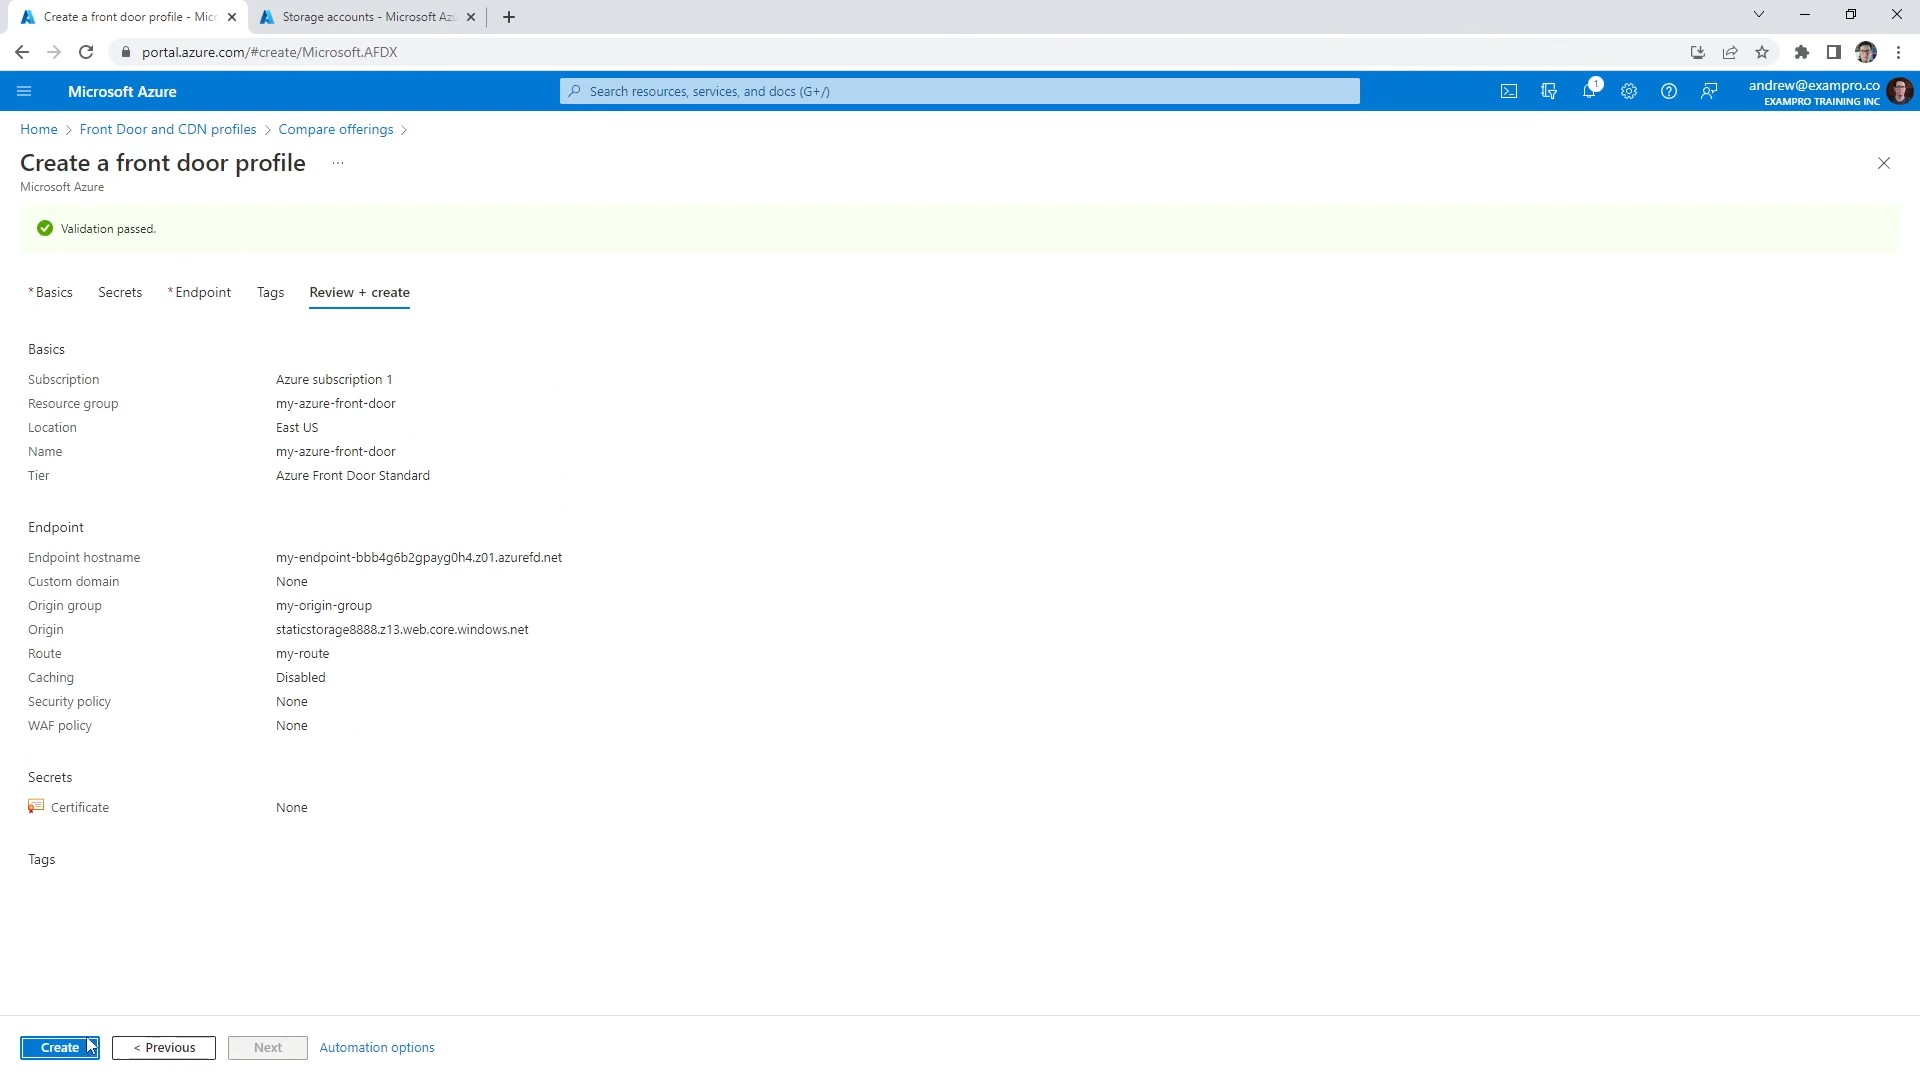 Create a front door profile - Micr
Storage accounts - Microsoft Azu
portal.azure.com/#create/Microsoft.AFDX
Microsoft Azure
Search resources, services, and docs (G+/)
1
andrew@exampro.co
EXAMPRO TRAINING INC
Home > Front Door and CDN profiles > Compare offerings >
Create a front door profile ...
Microsoft Azure
Validation passed.
* Basics Secrets * Endpoint Tags Review + create
Basics
Subscription Azure subscription 1
Resource group my-azure-front-door
Location East US
Name my-azure-front-door
Tier Azure Front Door Standard
Endpoint
Endpoint hostname my-endpoint-bbb4g6b2gpayg0h4.z01.azurefd.net
Custom domain None
Origin group my-origin-group
Origin staticstorage8888.z13.web.core.windows.net
Route my-route
Caching Disabled
Security policy None
WAF policy None
Secrets
Certificate None
Tags
Create < Previous Next Automation options